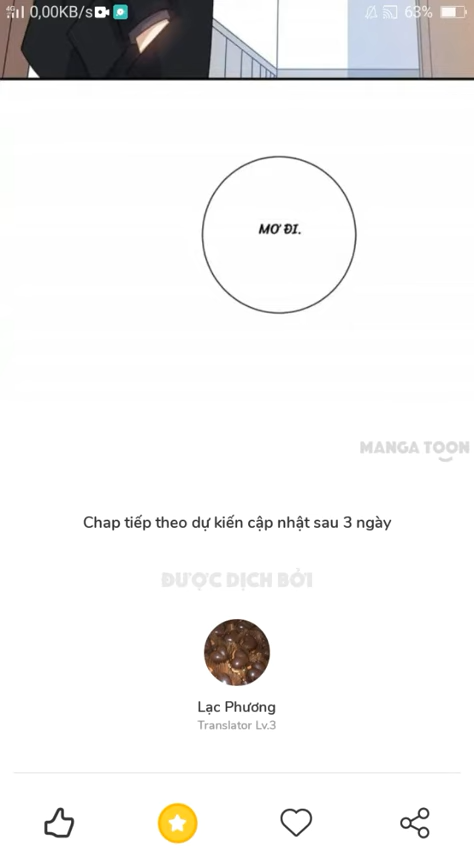 4G 0,00KB/s 63%
MƠ ĐI.
MANGA TOON
Chap tiếp theo dự kiến cập nhật sau 3 ngày
ĐƯỢC DỊCH BỞI
Lạc Phương
Translator Lv.3